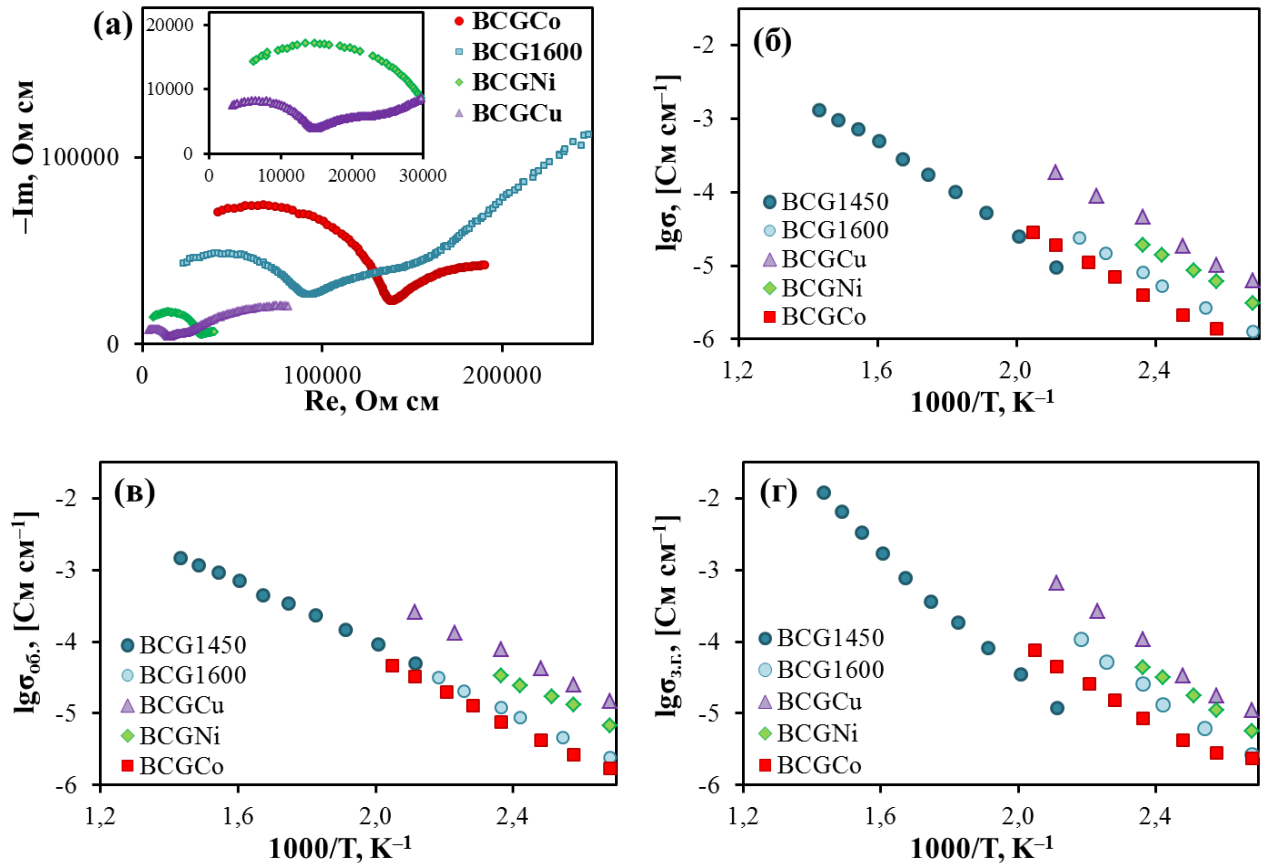 (а)
–Im, Ом см
100000
0
0
100000
200000
Re, Ом см
20000
10000
0
0
10000
20000
30000
BCGCo
BCG1600
BCGNi
BCGCu
(б)
lgσ, [См см⁻¹]
-2
-3
-4
-5
-6
1,2
1,6
2,0
2,4
1000/T, K⁻¹
BCG1450
BCG1600
BCGCu
BCGNi
BCGCo
(в)
lgσоб., [См см⁻¹]
-2
-3
-4
-5
-6
1,2
1,6
2,0
2,4
1000/T, K⁻¹
BCG1450
BCG1600
BCGCu
BCGNi
BCGCo
(г)
lgσз.г., [См см⁻¹]
-2
-3
-4
-5
-6
1,2
1,6
2,0
2,4
1000/T, K⁻¹
BCG1450
BCG1600
BCGCu
BCGNi
BCGCo